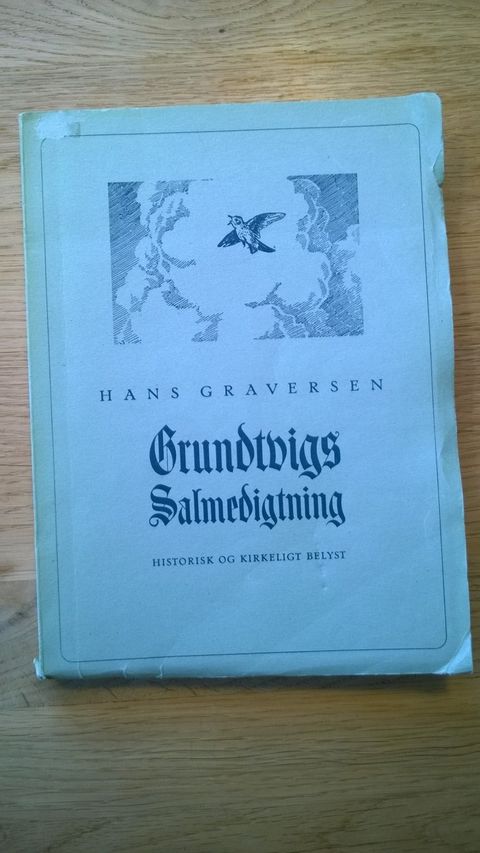 HANS GRAVERSEN
Grundtvigs
Salmedigtning
HISTORISK OG KIRKELIGT BELYST